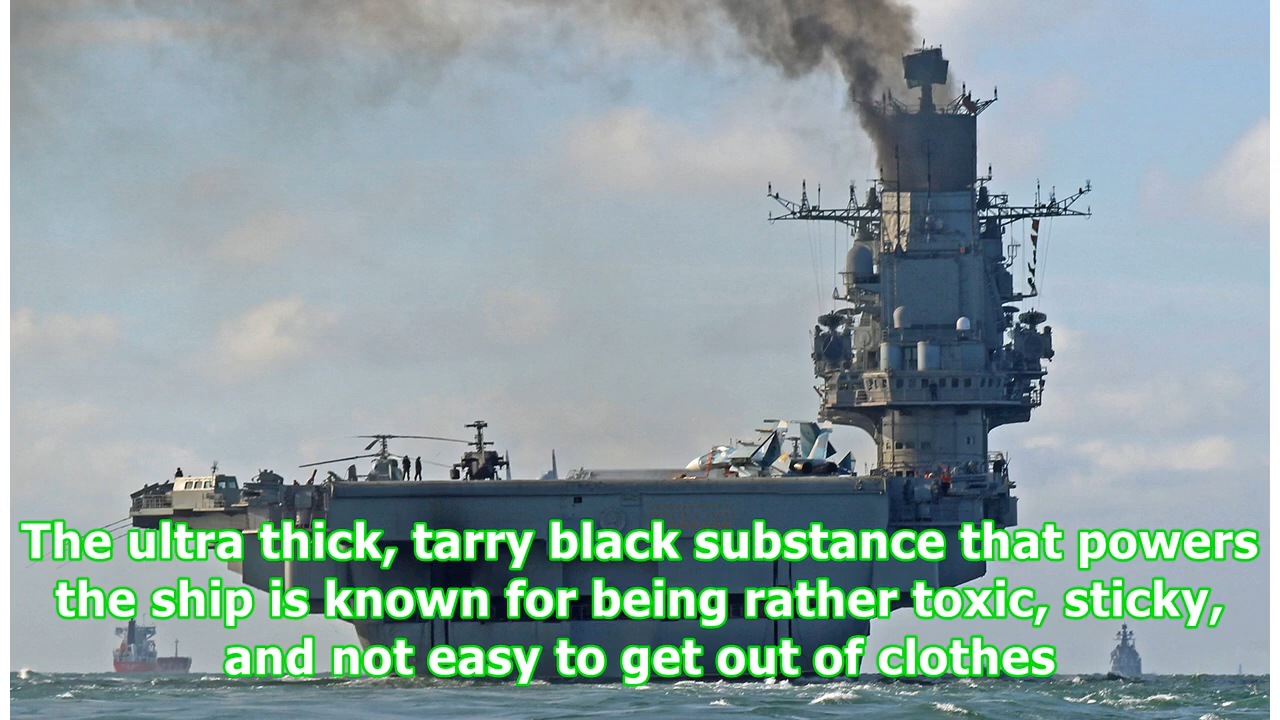 The ultra thick, tarry black substance that powers
the ship is known for being rather toxic, sticky,
and not easy to get out of clothes